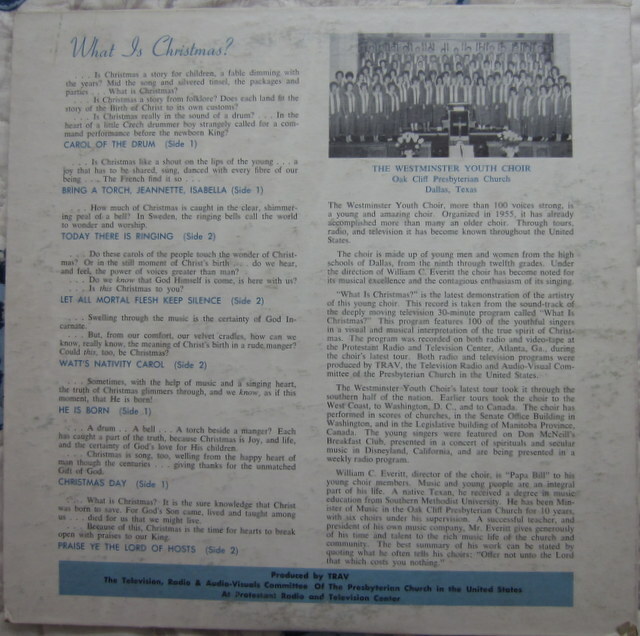 What Is Christmas?
. . . Is Christmas a story for children, a fable dimming with
the years? Mid the song and silvered tinsel, the packages and
parties . . . What is Christmas?
. . . Is Christmas a story from folklore? Does each land fit the
story of the Birth of Christ to its own customs?
. . . Is Christmas really in the sound of a drum? . . . In the
heart of a little Czech drummer boy strangely called for a com-
mand performance before the newborn King?
CAROL OF THE DRUM (Side 1)
. . . Is Christmas like a shout on the lips of the young . . . a
joy that has to be shared, sung, danced with every fibre of our
being . . . The French find it so . . .
BRING A TORCH, JEANNETTE, ISABELLA (Side 1)
. . . How much of Christmas is caught in the clear, shimmer-
ing peal of a bell? In Sweden, the ringing bells call the world
to wonder and worship.
TODAY THERE IS RINGING (Side 2)
. . . Do these carols of the people touch the wonder of Christ-
mas? Or in the still moment of Christ's birth . . . do we hear,
and feel, the power of voices greater than man?
. . . Do we know that God Himself is come, is here with us?
. . . Is this Christmas to you?
LET ALL MORTAL FLESH KEEP SILENCE (Side 2)
. . . Swelling through the music is the certainty of God In-
carnate.
. . . But, from our comfort, our velvet cradles, how can we
know, really know, the meaning of Christ's birth in a rude manger?
Could this, too, be Christmas?
WATT'S NATIVITY CAROL (Side 2)
. . . Sometimes, with the help of music and a singing heart,
the truth of Christmas glimmers through, and we know, as if this
moment, that He is born!
HE IS BORN (Side 1)
. . . A drum . . A bell . . . A torch beside a manger? Each
has caught a part of the truth, because Christmas is Joy, and life,
and the certainty of God's love for His children.
. . . Christmas is song, too, welling from the happy heart of
man though the centuries . . . giving thanks for the unmatched
Gift of God.
CHRISTMAS DAY (Side 1)
. . . What is Christmas? It is the sure knowledge that Christ
was born to save. For God's Son came, lived and taught among
us . . . died for us that we might live.
. . . Because of this, Christmas is the time for hearts to break
open with praises to our King.
PRAISE YE THE LORD OF HOSTS (Side 2)
THE WESTMINSTER YOUTH CHOIR
Oak Cliff Presbyterian Church
Dallas, Texas
The Westminster Youth Choir, more than 100 voices strong, is
a young and amazing choir. Organized in 1955, it has already
accomplished more than many an older choir. Through tours,
radio, and television it has become known throughout the United
States.
The choir is made up of young men and women from the high
schools of Dallas, from the ninth through twelfth grades. Under
the direction of William C. Everitt the choir has become noted for
its musical excellence and the contagious enthusiasm of its singing.
"What Is Christmas?" is the latest demonstration of the artistry
of this young choir. This record is taken from the sound-track of
the deeply moving television 30-minute program called "What Is
Christmas?" This program features 100 of the youthful singers
in a visual and musical interpretation of the true spirit of Christ-
mas. The program was recorded on both radio and video-tape at
the Protestant Radio and Television Center, Atlanta, Ga., during
the choir's latest tour. Both radio and television programs were
produced by TRAV, the Television Radio and Audio-Visual Com-
mittee of the Presbyterian Church in the United States.
The Westminster Youth Choir's latest tour took it through the
southern half of the nation. Earlier tours took the choir to the
West Coast, to Washington, D. C., and to Canada. The choir has
performed in scores of churches, in the Senate Office Building in
Washington, and in the Legislative building of Manitoba Province,
Canada. The young singers were featured on Don McNeill's
Breakfast Club, presented in a concert of spirituals and secular
music in Disneyland, California, and are being presented in a
weekly radio program.
William C. Everitt, director of the choir, is "Papa Bill" to his
young choir members. Music and young people are an integral
part of his life. A native Texan, he received a degree in music
education from Southern Methodist University. He has been Min-
ister of Music in the Oak Cliff Presbyterian Church for 10 years,
with six choirs under his supervision. A successful teacher, and
president of his own music company, Mr. Everitt gives generously
of his time and talent to the rich music life of the church and
community. The best summary of his work can be stated by
quoting what he often tells his choirs; "Offer not unto the Lord
that which costs you nothing."
Produced by TRAV
The Television, Radio & Audio-Visuals Committee Of The Presbyterian Church in the United States
At Protestant Radio and Television Center